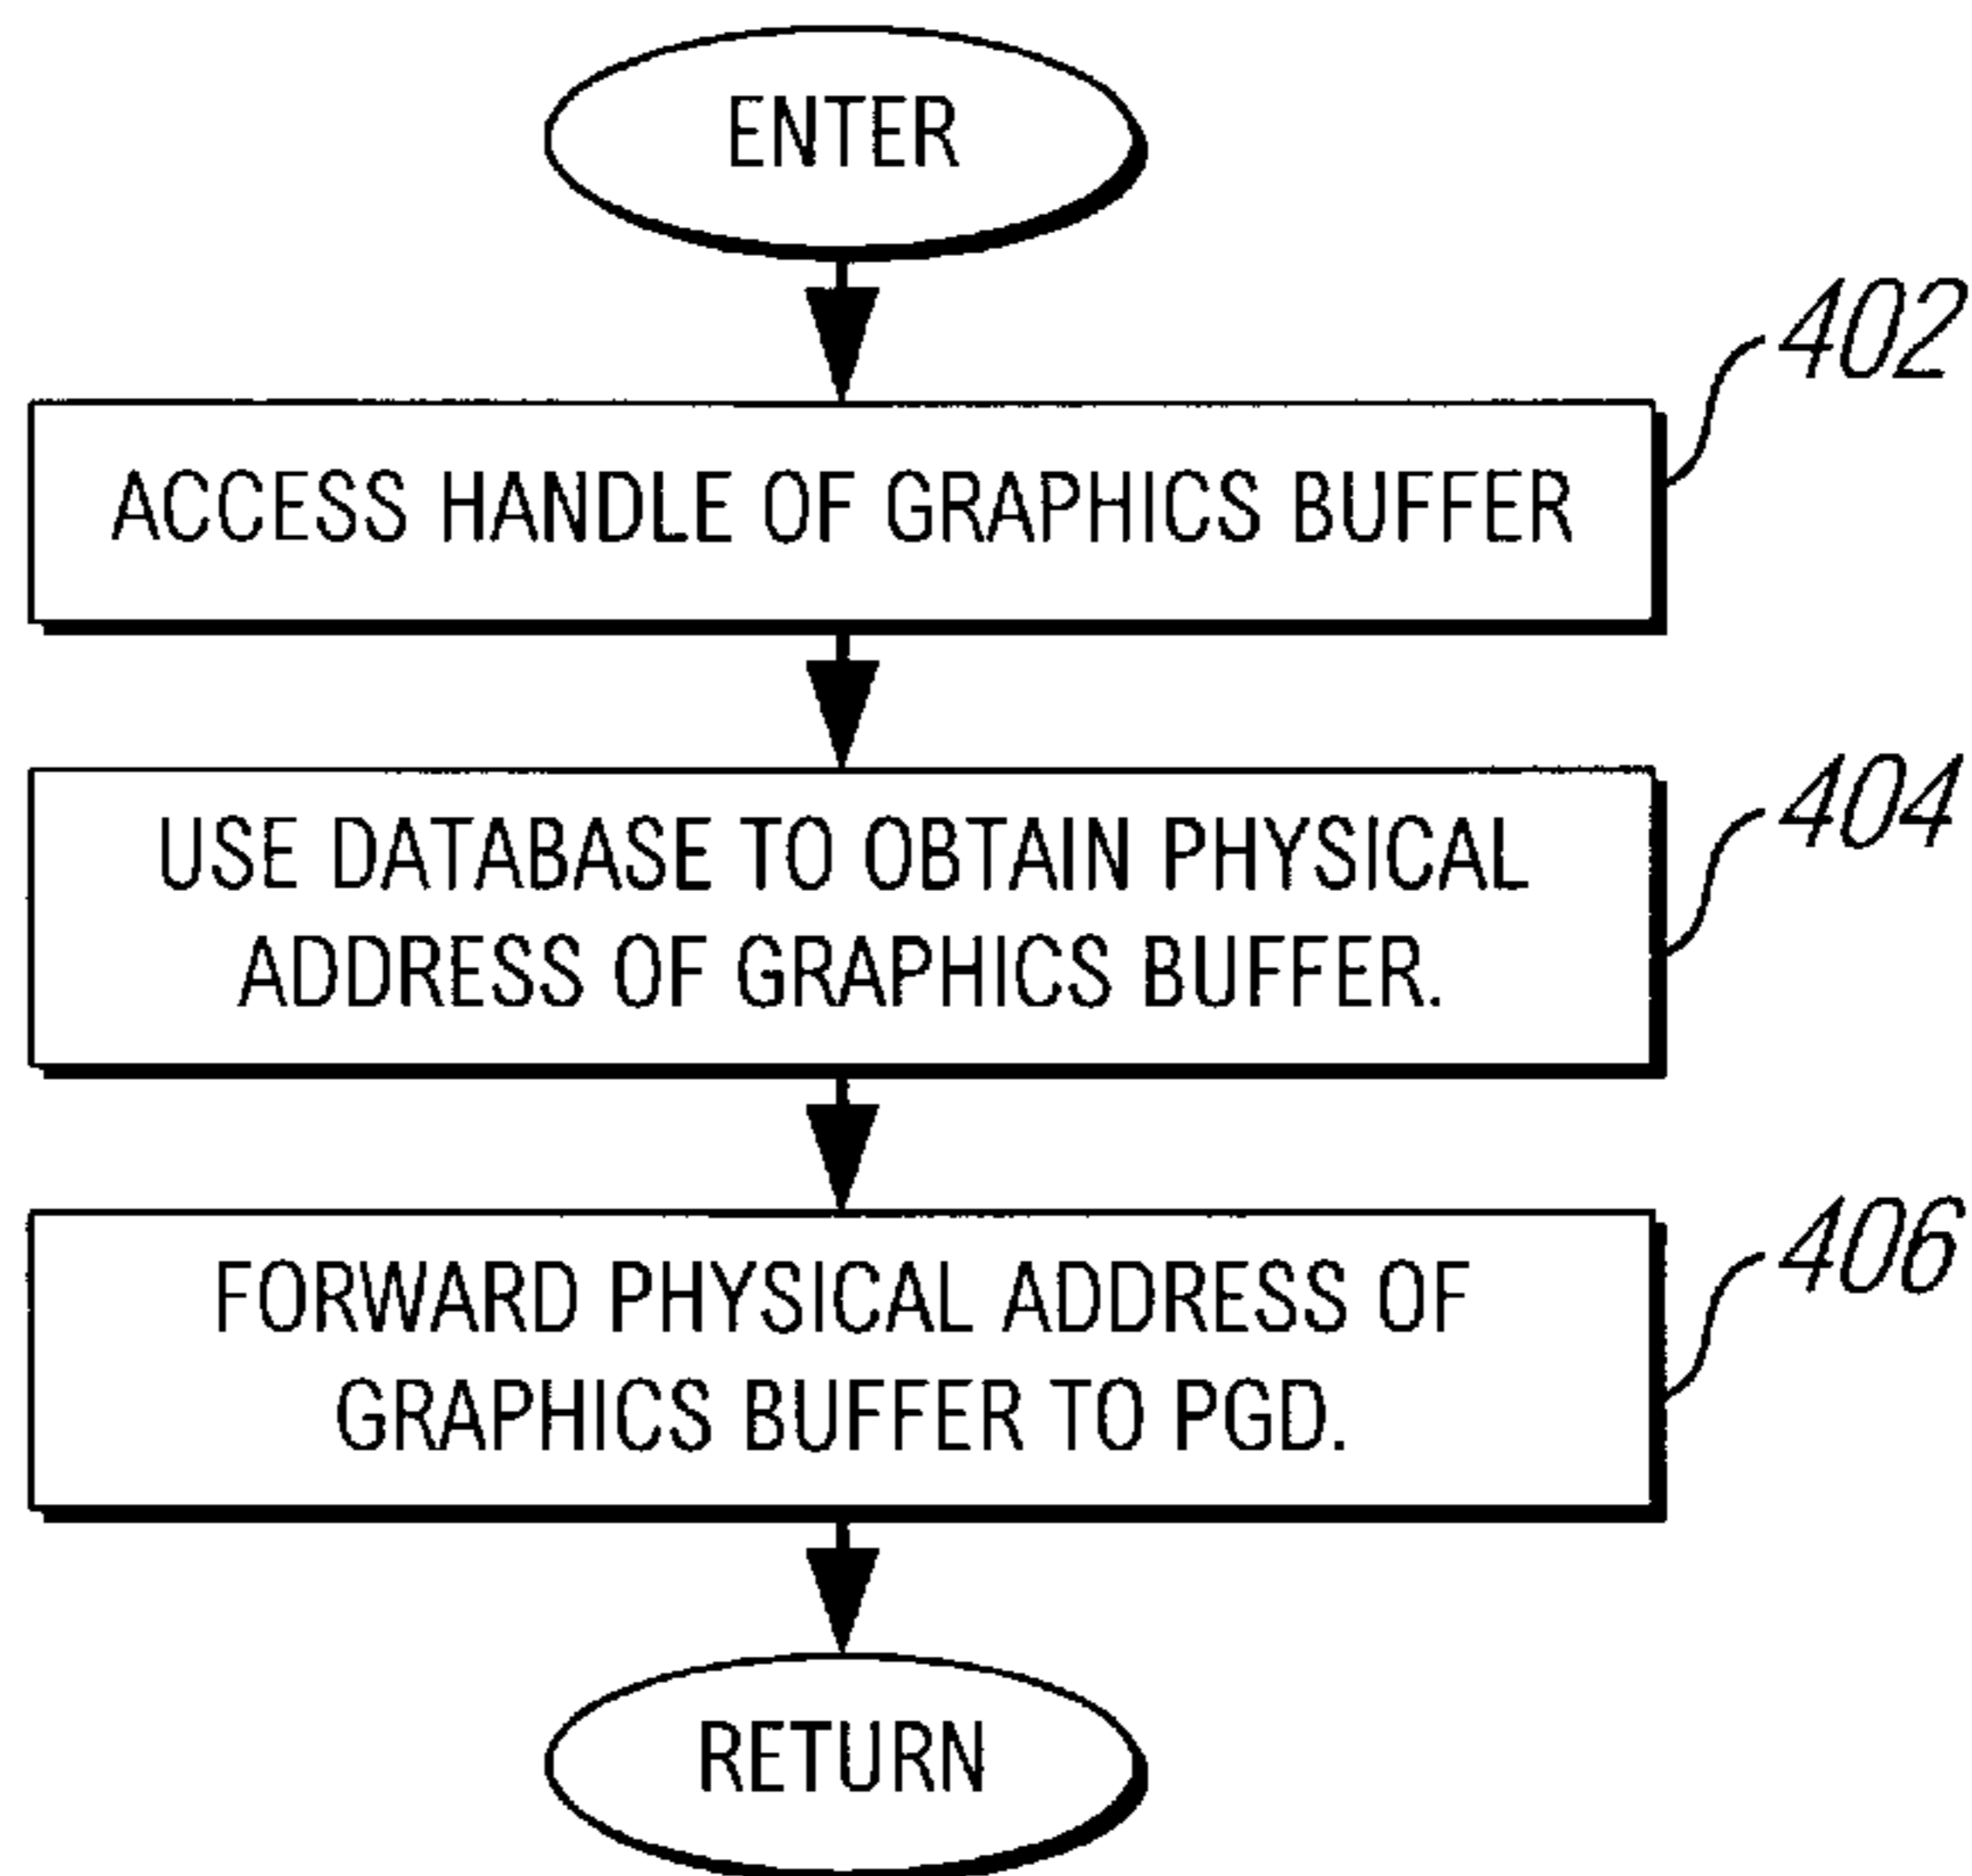 ENTER
402
ACCESS HANDLE OF GRAPHICS BUFFER
404
USE DATABASE TO OBTAIN PHYSICAL
ADDRESS OF GRAPHICS BUFFER.
406
FORWARD PHYSICAL ADDRESS OF
GRAPHICS BUFFER TO PGD.
RETURN